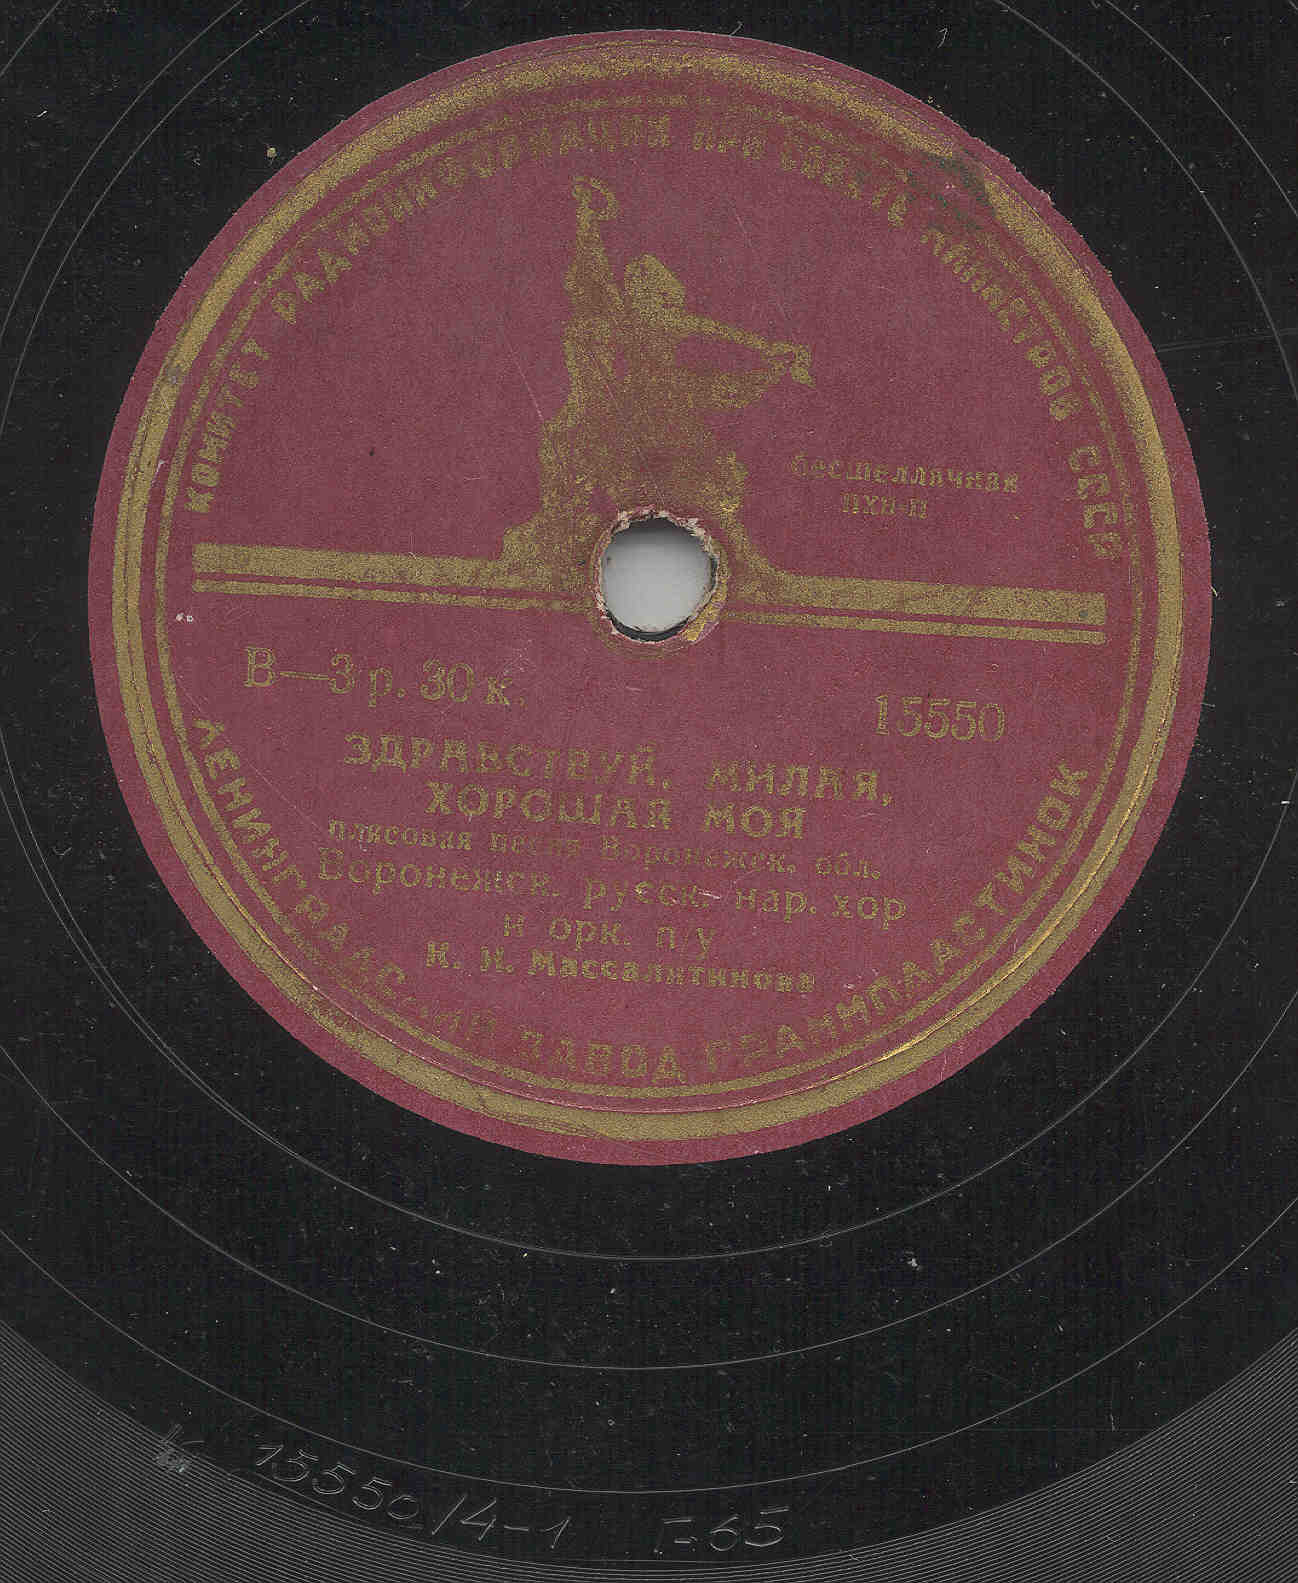 КОМИТЕТ РАДИОИНФОРМАЦИИ ПРИ СОВЕТЕ МИНИСТРОВ СССР
бесшеллачная
ПХВ-П
В—3 р. 30 к.
15550
ЗДРАВСТВУЙ, МИЛАЯ,
ХОРОШАЯ МОЯ
плясовая песня Воронежск. обл.
Воронежск. русск. нар. хор
и орк. п/у
К. И. Массалитинова
ЛЕНИНГРАДСКИЙ ЗАВОД ГРАМПЛАСТИНОК
15550/4-1 Г-65